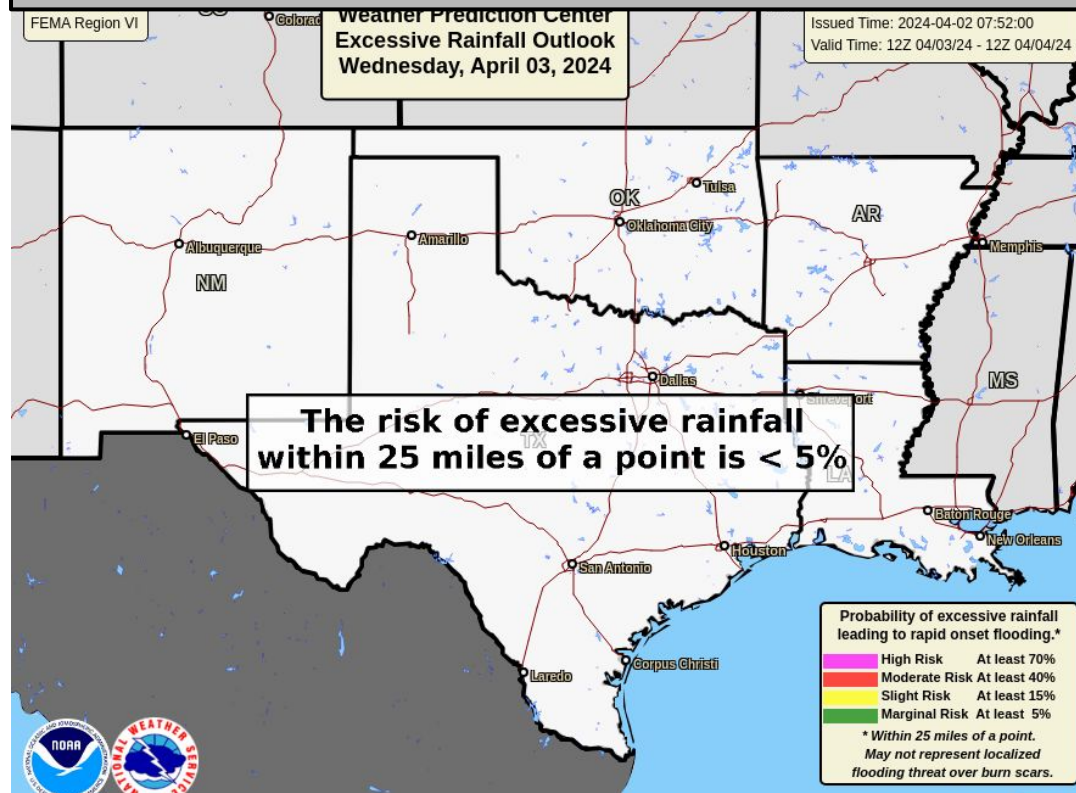 FEMA Region VI
Weather Prediction Center
Excessive Rainfall Outlook
Wednesday, April 03, 2024
Issued Time: 2024-04-02 07:52:00
Valid Time: 12Z 04/03/24 - 12Z 04/04/24
Colorad
Tulsa
OK
Oklahoma City
AR
Albuquerque
Amarillo
Memphis
NM
Dallas
MS
Shreveport
The risk of excessive rainfall
within 25 miles of a point is < 5%
El Paso
TX
LA
Baton Rouge
New Orleans
Houston
San Antonio
Corpus Christi
Laredo
Probability of excessive rainfall
leading to rapid onset flooding.*
High Risk At least 70%
Moderate Risk At least 40%
Slight Risk At least 15%
Marginal Risk At least 5%
* Within 25 miles of a point.
May not represent localized
flooding threat over burn scars.
NOAA
NATIONAL WEATHER SERVICE